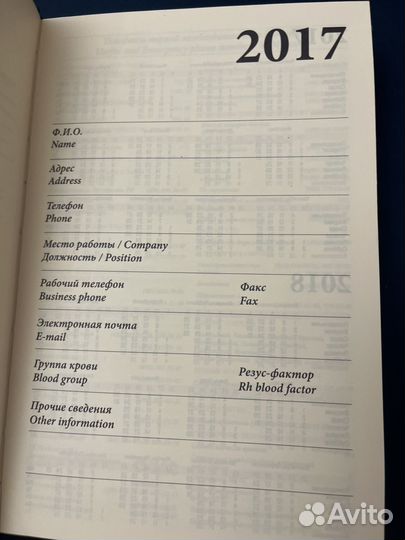 2017
Ф.И.О.
Name
Адрес
Address
Телефон
Phone
Место работы / Company
Должность / Position
Рабочий телефон Факс
Business phone Fax
Электронная почта
E-mail
Группа крови Резус-фактор
Blood group Rh blood factor
Прочие сведения
Other information
2018
Avito